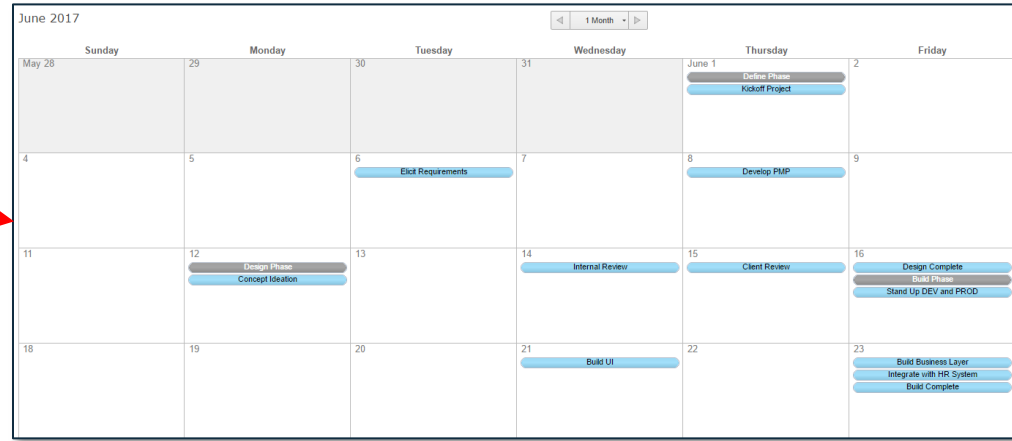 June 2017
1 Month
Sunday Monday Tuesday Wednesday Thursday Friday
May 28 29 30 31 June 1 2
Define Phase
Kickoff Project
4 5 6 7 8 9
Elicit Requirements Develop PMP
11 12 13 14 15 16
Design Phase Internal Review Client Review Design Complete
Concept Ideation Build Phase
Stand Up DEV and PROD
18 19 20 21 22 23
Build UI Build Business Layer
Integrate with HR System
Build Complete